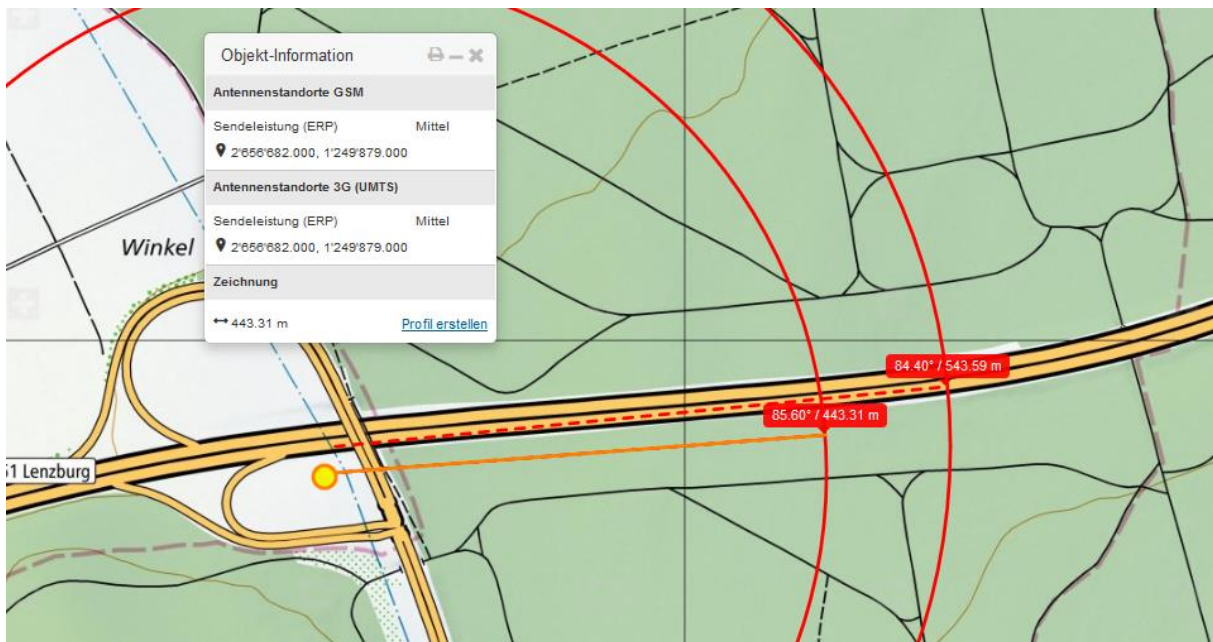 Objekt-Information
Antennenstandorte GSM
Sendeleistung (ERP) Mittel
2'656'682.000, 1'249'879.000
Antennenstandorte 3G (UMTS)
Sendeleistung (ERP) Mittel
2'656'682.000, 1'249'879.000
Zeichnung
443.31 m Profil erstellen
Winkel
84.40° / 543.59 m
85.60° / 443.31 m
51 Lenzburg